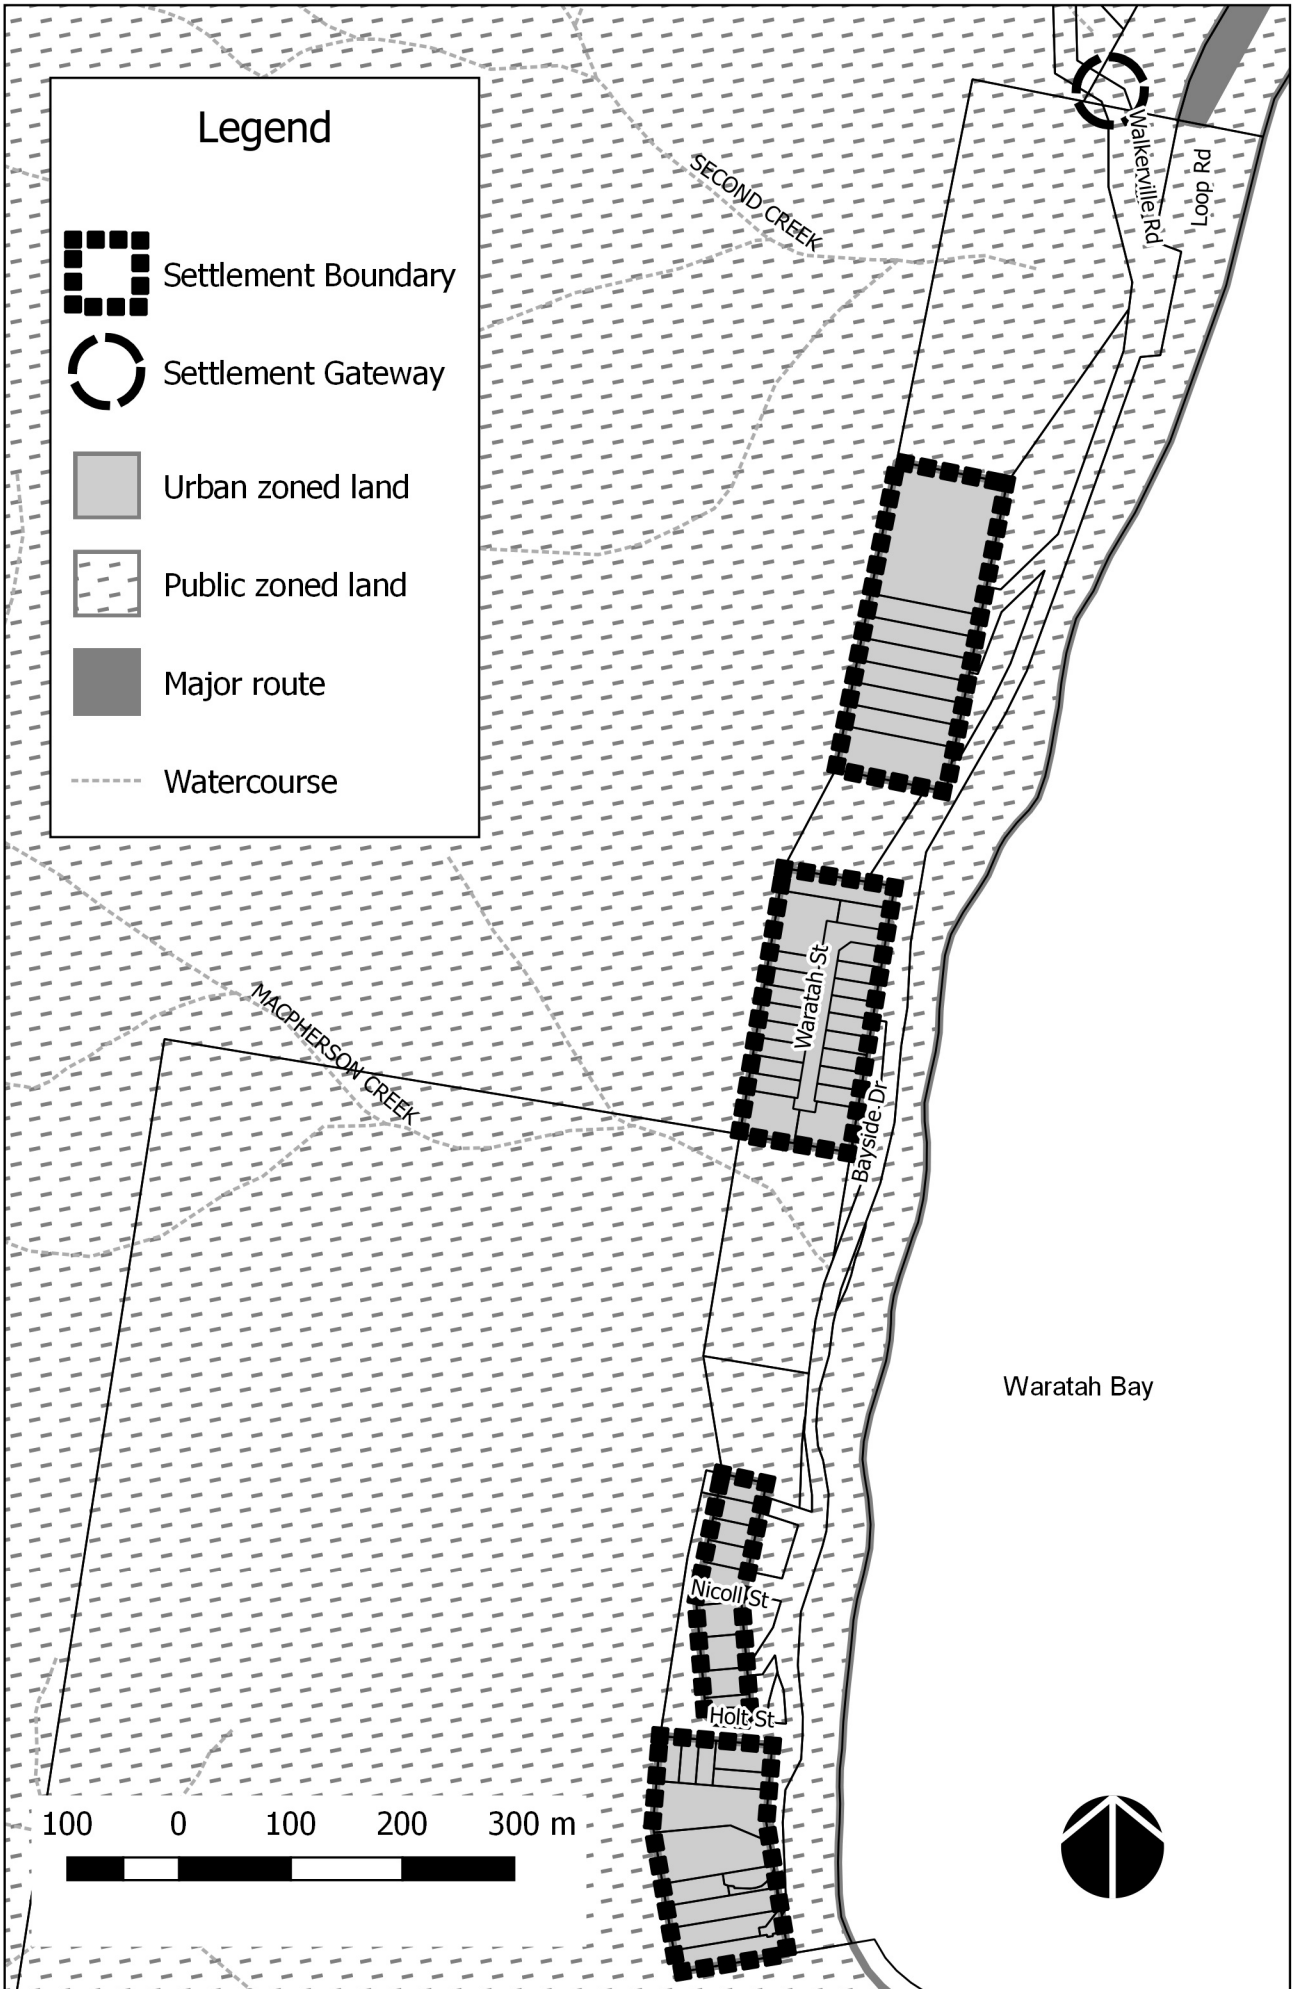 Legend
Settlement Boundary
Settlement Gateway
Urban zoned land
Public zoned land
Major route
Watercourse
SECOND CREEK
Walkerville Rd
Loop Rd
Waratah St
MACPHERSON CREEK
Bayside Dr
Waratah Bay
Nicoll St
Holt St
100 0 100 200 300 m